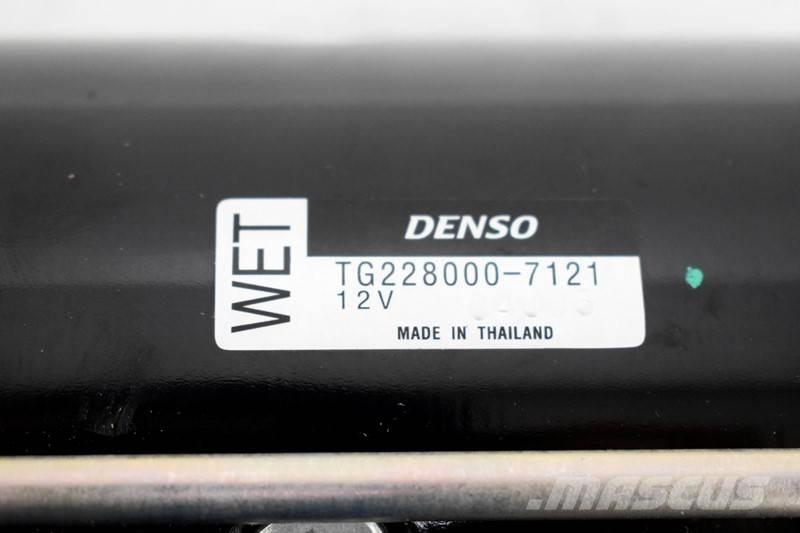 WET
DENSO
TG228000-7121
12V
MADE IN THAILAND
MASCUS